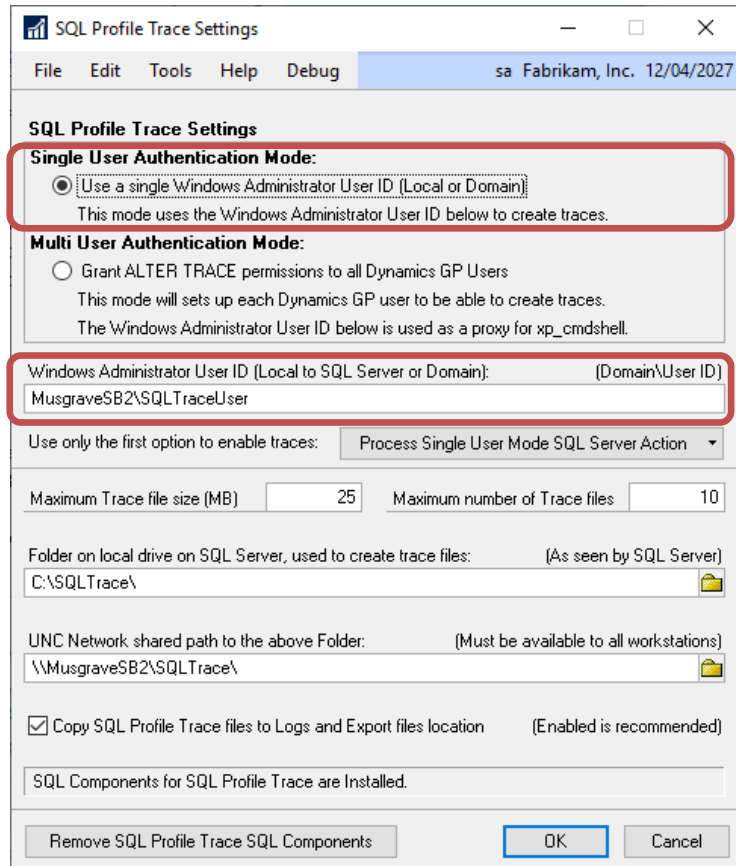 SQL Profile Trace Settings
File Edit Tools Help Debug sa Fabrikam, Inc. 12/04/2027
SQL Profile Trace Settings
Single User Authentication Mode:
Use a single Windows Administrator User ID (Local or Domain)
This mode uses the Windows Administrator User ID below to create traces.
Multi User Authentication Mode:
Grant ALTER TRACE permissions to all Dynamics GP Users
This mode will sets up each Dynamics GP user to be able to create traces.
The Windows Administrator User ID below is used as a proxy for xp_cmdshell.
Windows Administrator User ID (Local to SQL Server or Domain): (Domain\User ID)
MusgraveSB2\SQLTraceUser
Use only the first option to enable traces: Process Single User Mode SQL Server Action
Maximum Trace file size (MB) 25 Maximum number of Trace files 10
Folder on local drive on SQL Server, used to create trace files: (As seen by SQL Server)
C:\SQLTrace\
UNC Network shared path to the above Folder: (Must be available to all workstations)
\\MusgraveSB2\SQLTrace\
Copy SQL Profile Trace files to Logs and Export files location (Enabled is recommended)
SQL Components for SQL Profile Trace are Installed.
Remove SQL Profile Trace SQL Components OK Cancel